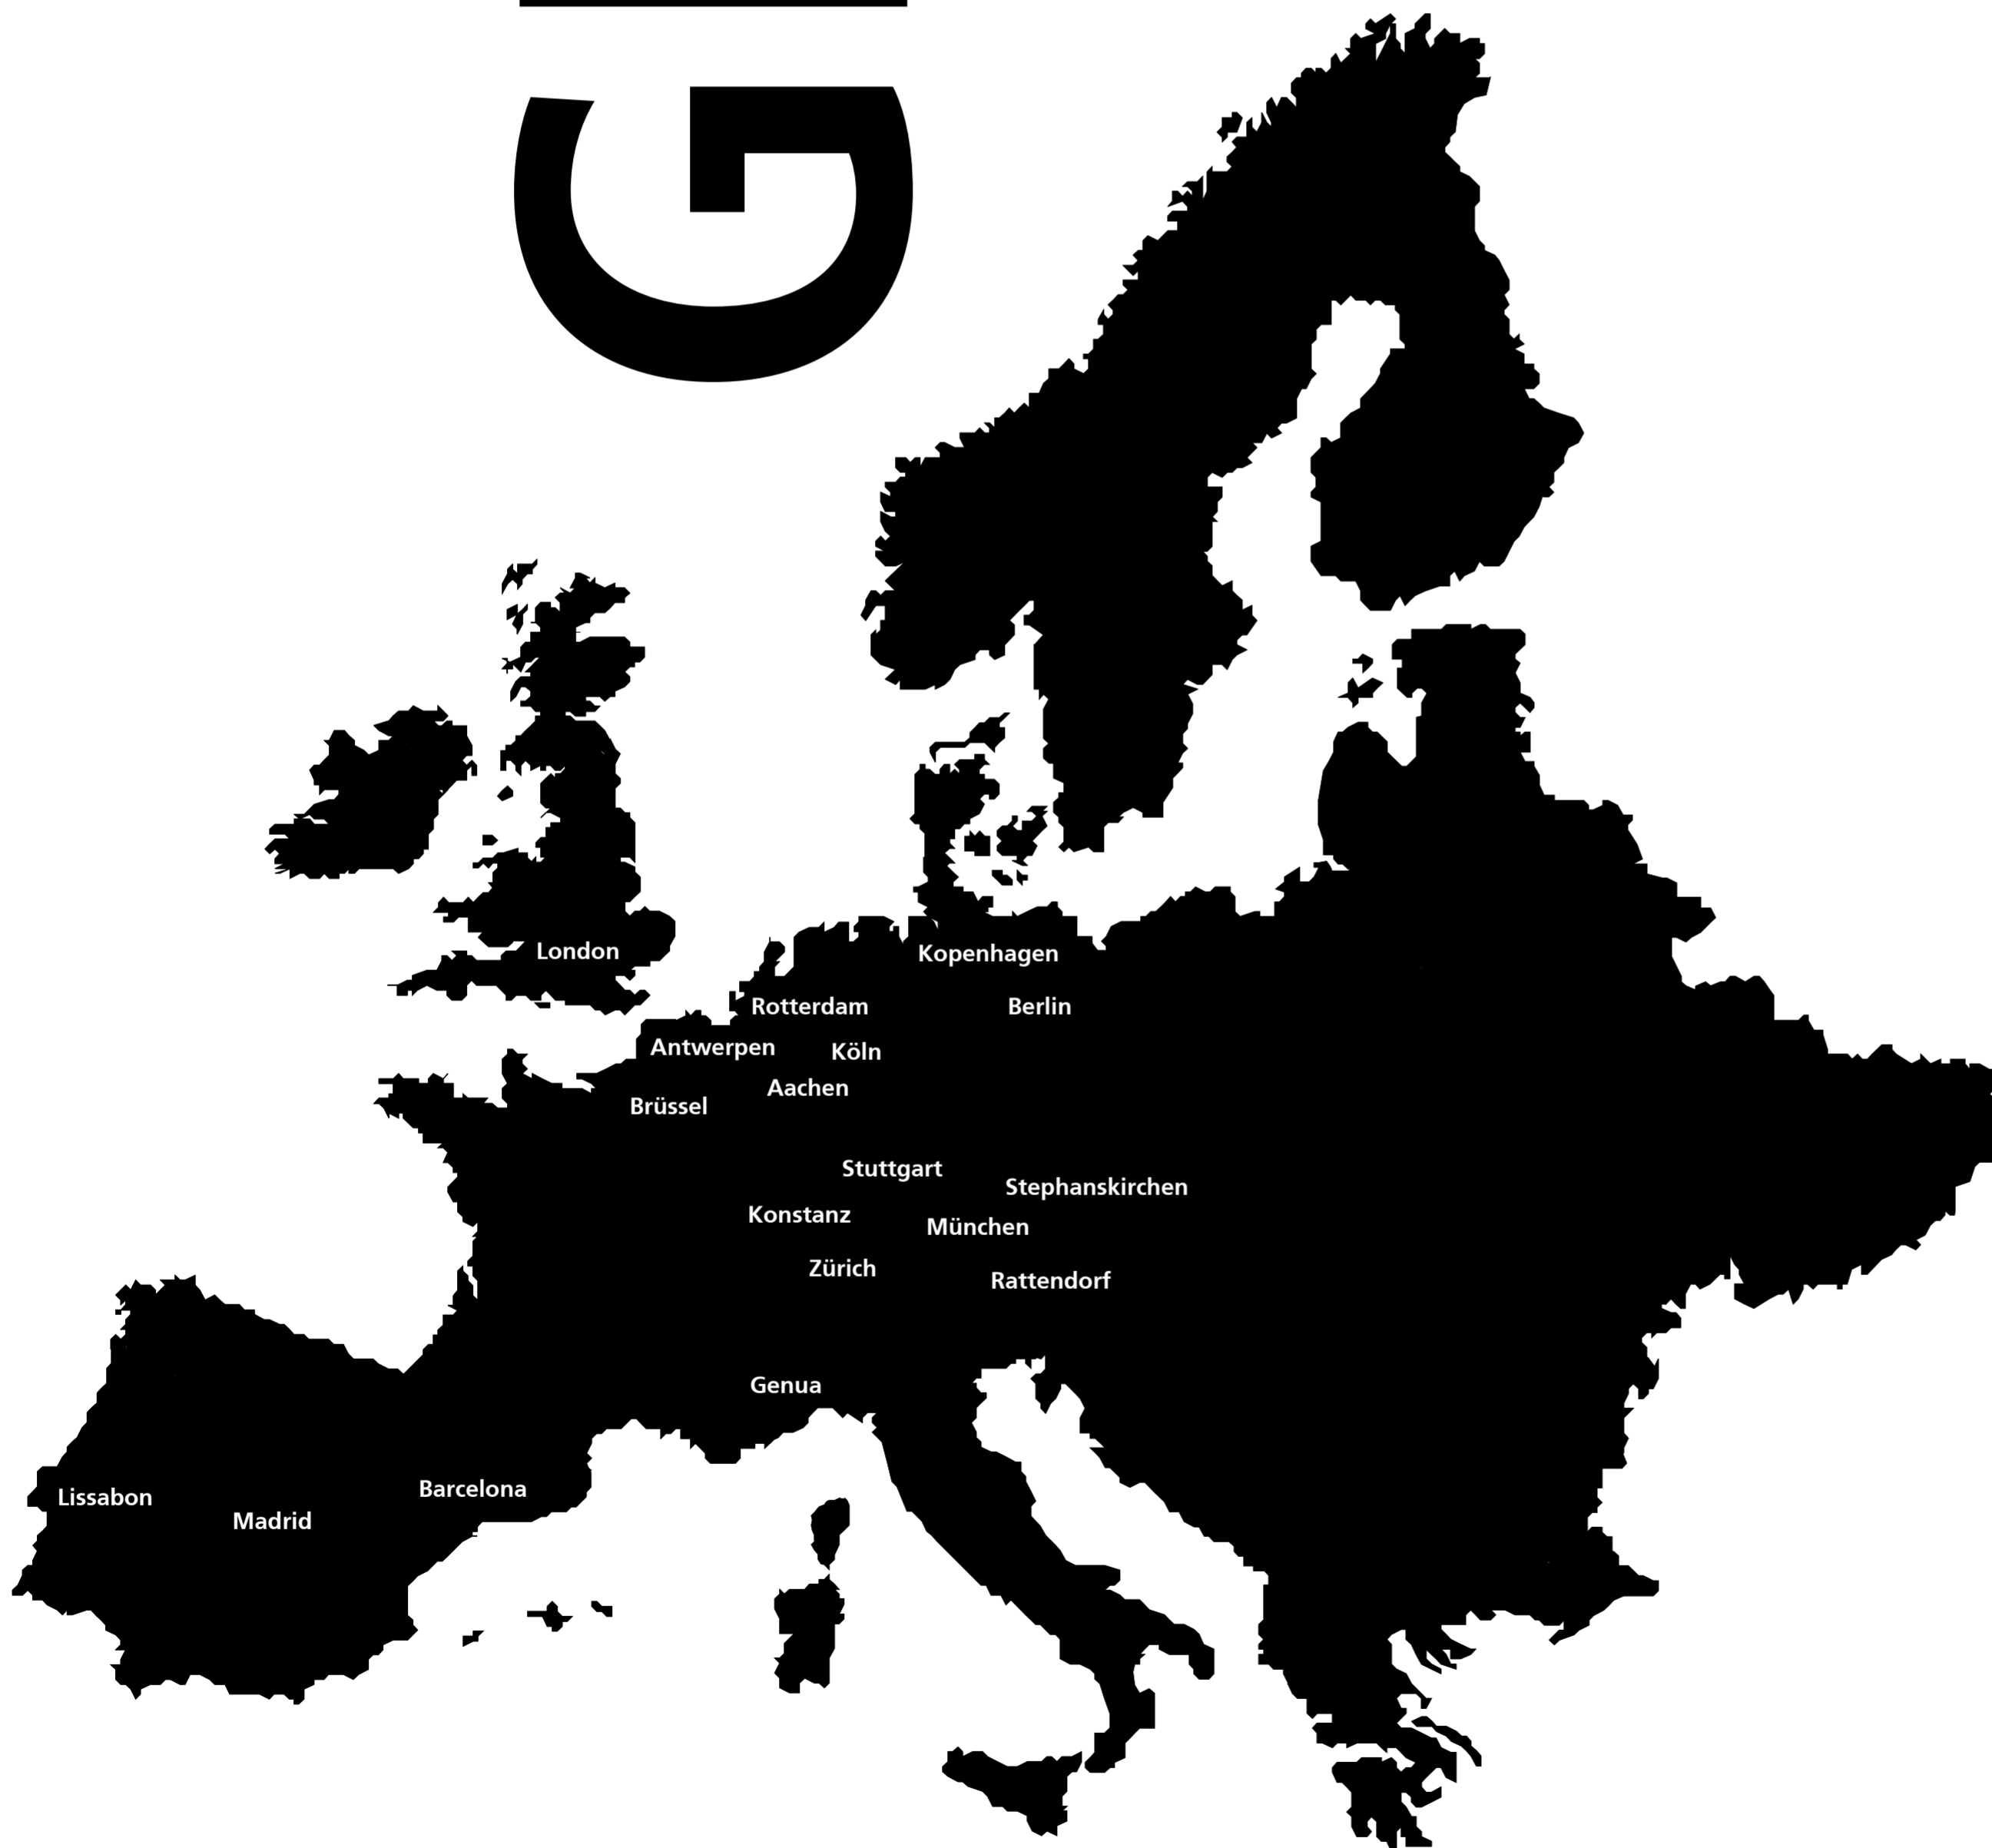 G
London
Kopenhagen
Rotterdam
Berlin
Antwerpen
Köln
Aachen
Brüssel
Stuttgart
Stephanskirchen
Konstanz
München
Zürich
Rattendorf
Genua
Barcelona
Lissabon
Madrid